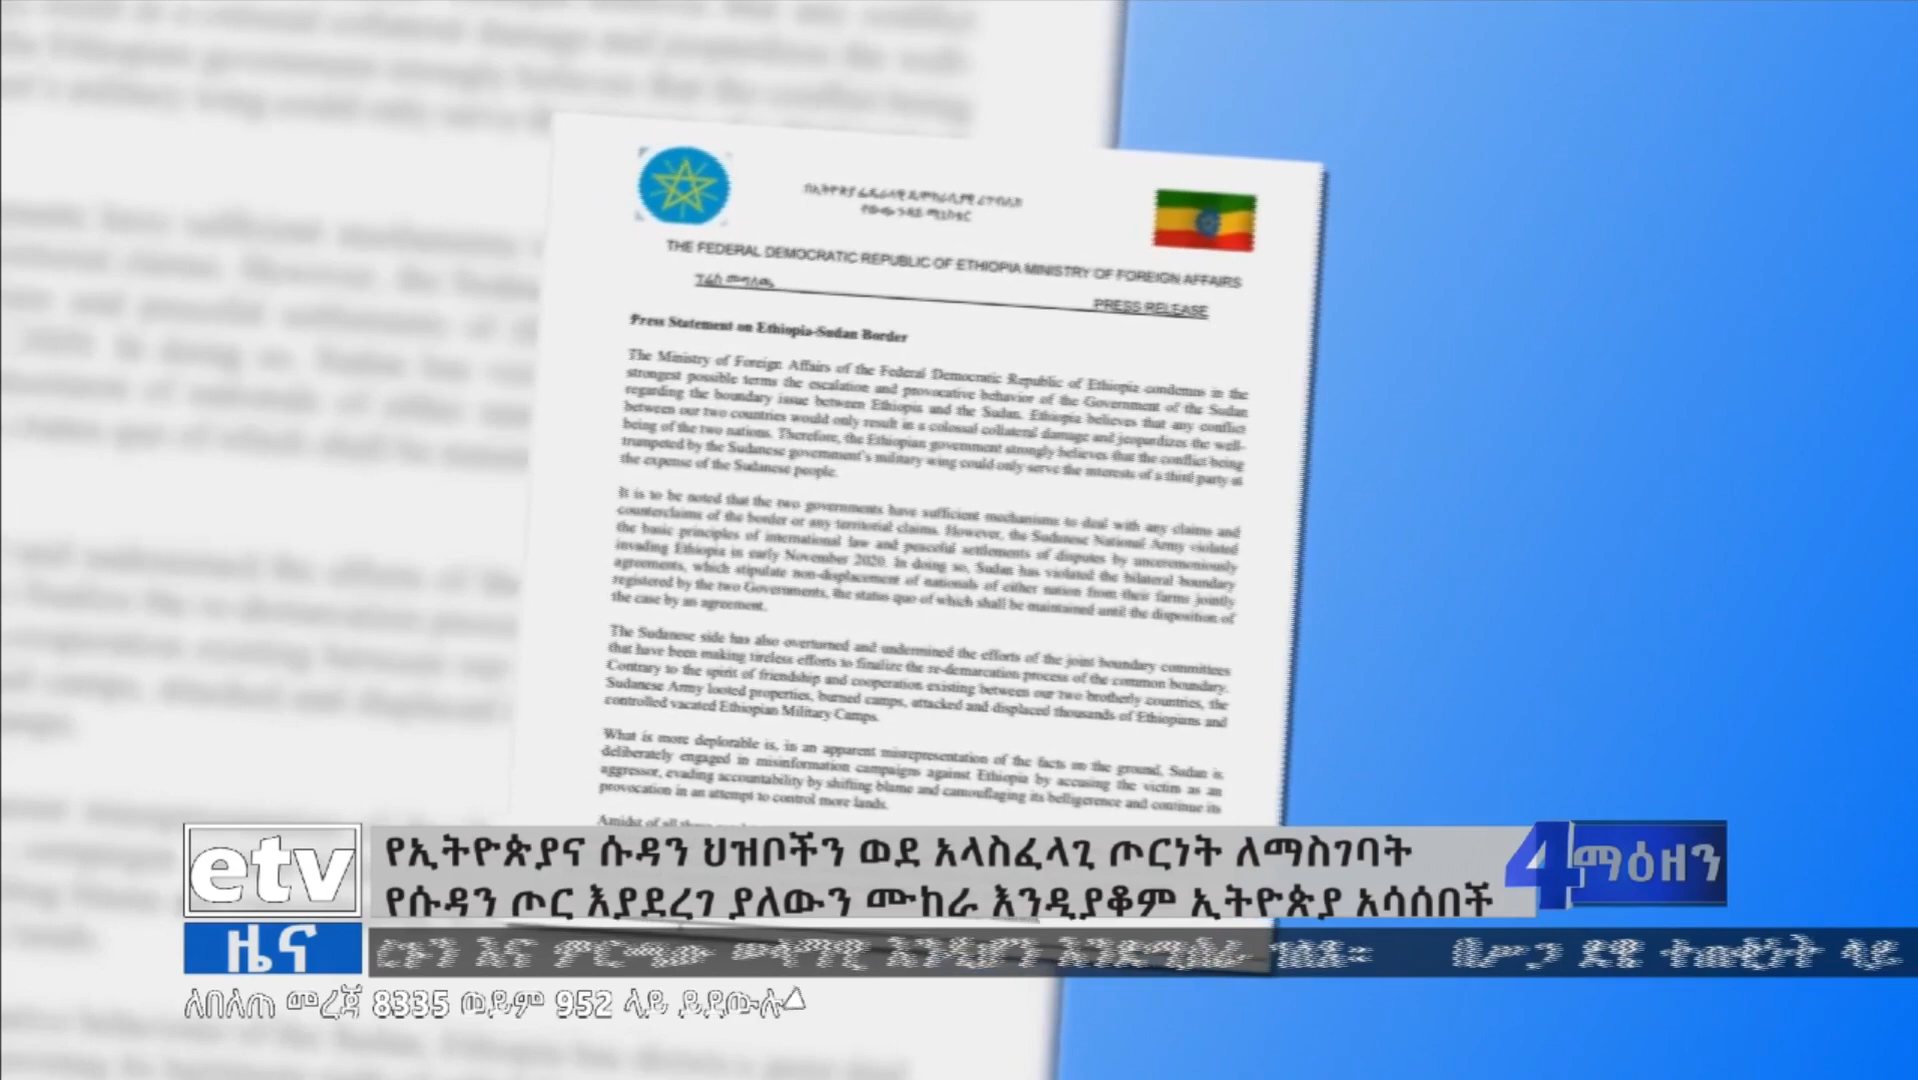 በኢትዮጵያ ፌዴራላዊ ዲሞክራሲያዊ ሪፐብሊክ
የውጭ ጉዳይ ሚኒስቴር
THE FEDERAL DEMOCRATIC REPUBLIC OF ETHIOPIA MINISTRY OF FOREIGN AFFAIRS
ፕሬስ መግለጫ
PRESS RELEASE
Press Statement on Ethiopia-Sudan Border
The Ministry of Foreign Affairs of the Federal Democratic Republic of Ethiopia condemns in the
strongest possible terms the escalation and provocative behavior of the Government of the Sudan
regarding the boundary issue between Ethiopia and the Sudan. Ethiopia believes that any conflict
between our two countries would only result in a colossal collateral damage and jeopardizes the well-
being of the two nations. Therefore, the Ethiopian government strongly believes that the conflict being
trumpeted by the Sudanese government's military wing could only serve the interests of a third party at
the expense of the Sudanese people.
It is to be noted that the two governments have sufficient mechanisms to deal with any claims and
counterclaims of the border or any territorial claims. However, the Sudanese National Army violated
the basic principles of international law and peaceful settlements of disputes by unceremoniously
invading Ethiopia in early November 2020. In doing so, Sudan has violated the bilateral boundary
agreements, which stipulate non-displacement of nationals of either nation from their farms jointly
registered by the two Governments, the status quo of which shall be maintained until the disposition of
the case by an agreement.
The Sudanese side has also overturned and undermined the efforts of the joint boundary committees
that have been making tireless efforts to finalize the re-demarcation process of the common boundary.
Contrary to the spirit of friendship and cooperation existing between our two brotherly countries, the
Sudanese Army looted properties, burned camps, attacked and displaced thousands of Ethiopians and
controlled vacated Ethiopian Military Camps.
What is more deplorable is, in an apparent misrepresentation of the facts on the ground, Sudan is
deliberately engaged in misinformation campaigns against Ethiopia by accusing the victim as an
aggressor, evading accountability by shifting blame and camouflaging its belligerence and continue its
provocation in an attempt to control more lands.
Amidst of all these
etv
የኢትዮጵያና ሱዳን ህዝቦችን ወደ አላስፈላጊ ጦርነት ለማስገባት
የሱዳን ጦር እያደረገ ያለውን ሙከራ እንዲያቆም ኢትዮጵያ አሳሰበች
4 ማዕዘን
ዜና
እና ምርጫው በሥጋ ደዌ ተጠቂነት ላይ
ለበለጠ መረጃ 8335 ወይም 952 ላይ ይደውሉ